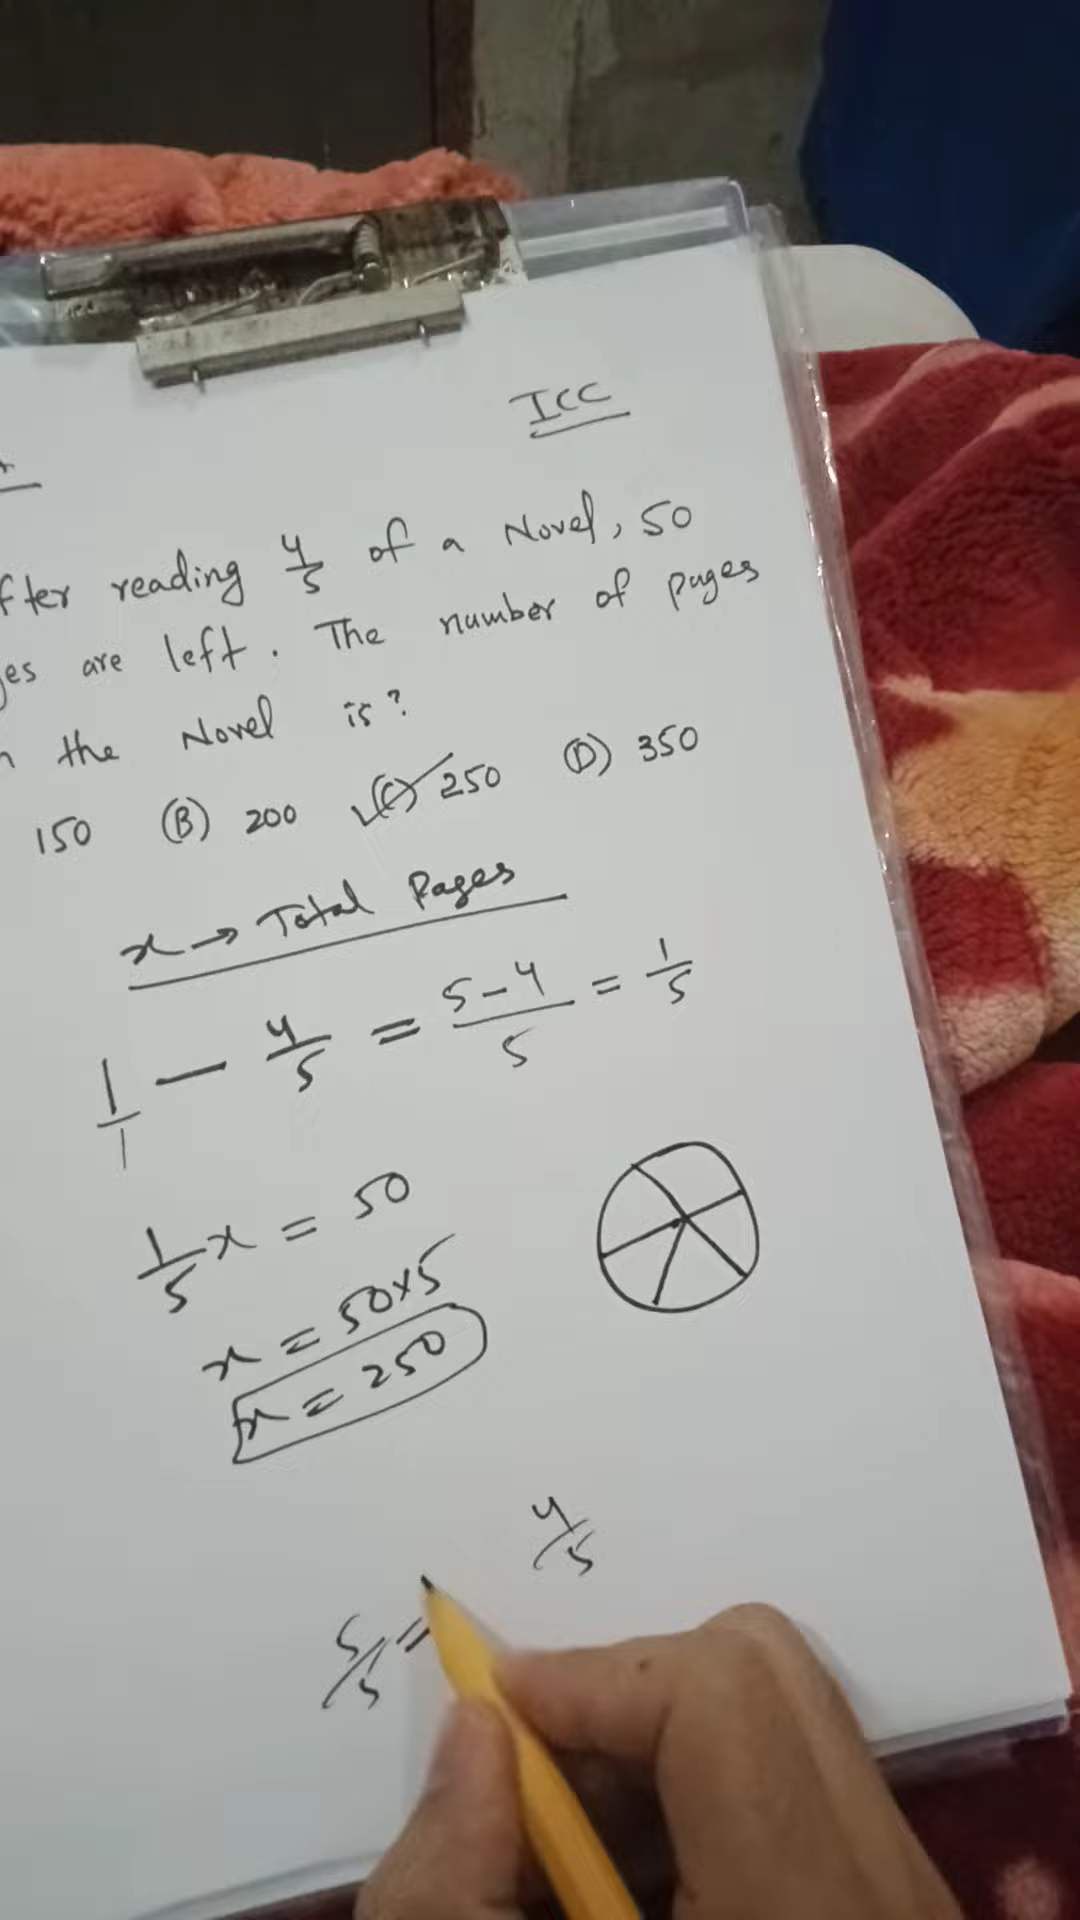 ICC
fter reading 4/5 of a Novel, 50
ges are left. The number of pages
n the Novel is?
150 (B) 200 (C) 250 (D) 350
x → Total Pages
1/1 - 4/5 = 5-4/5 = 1/5
1/5 x = 50
x = 50×5
x = 250
4/5
5/5 =